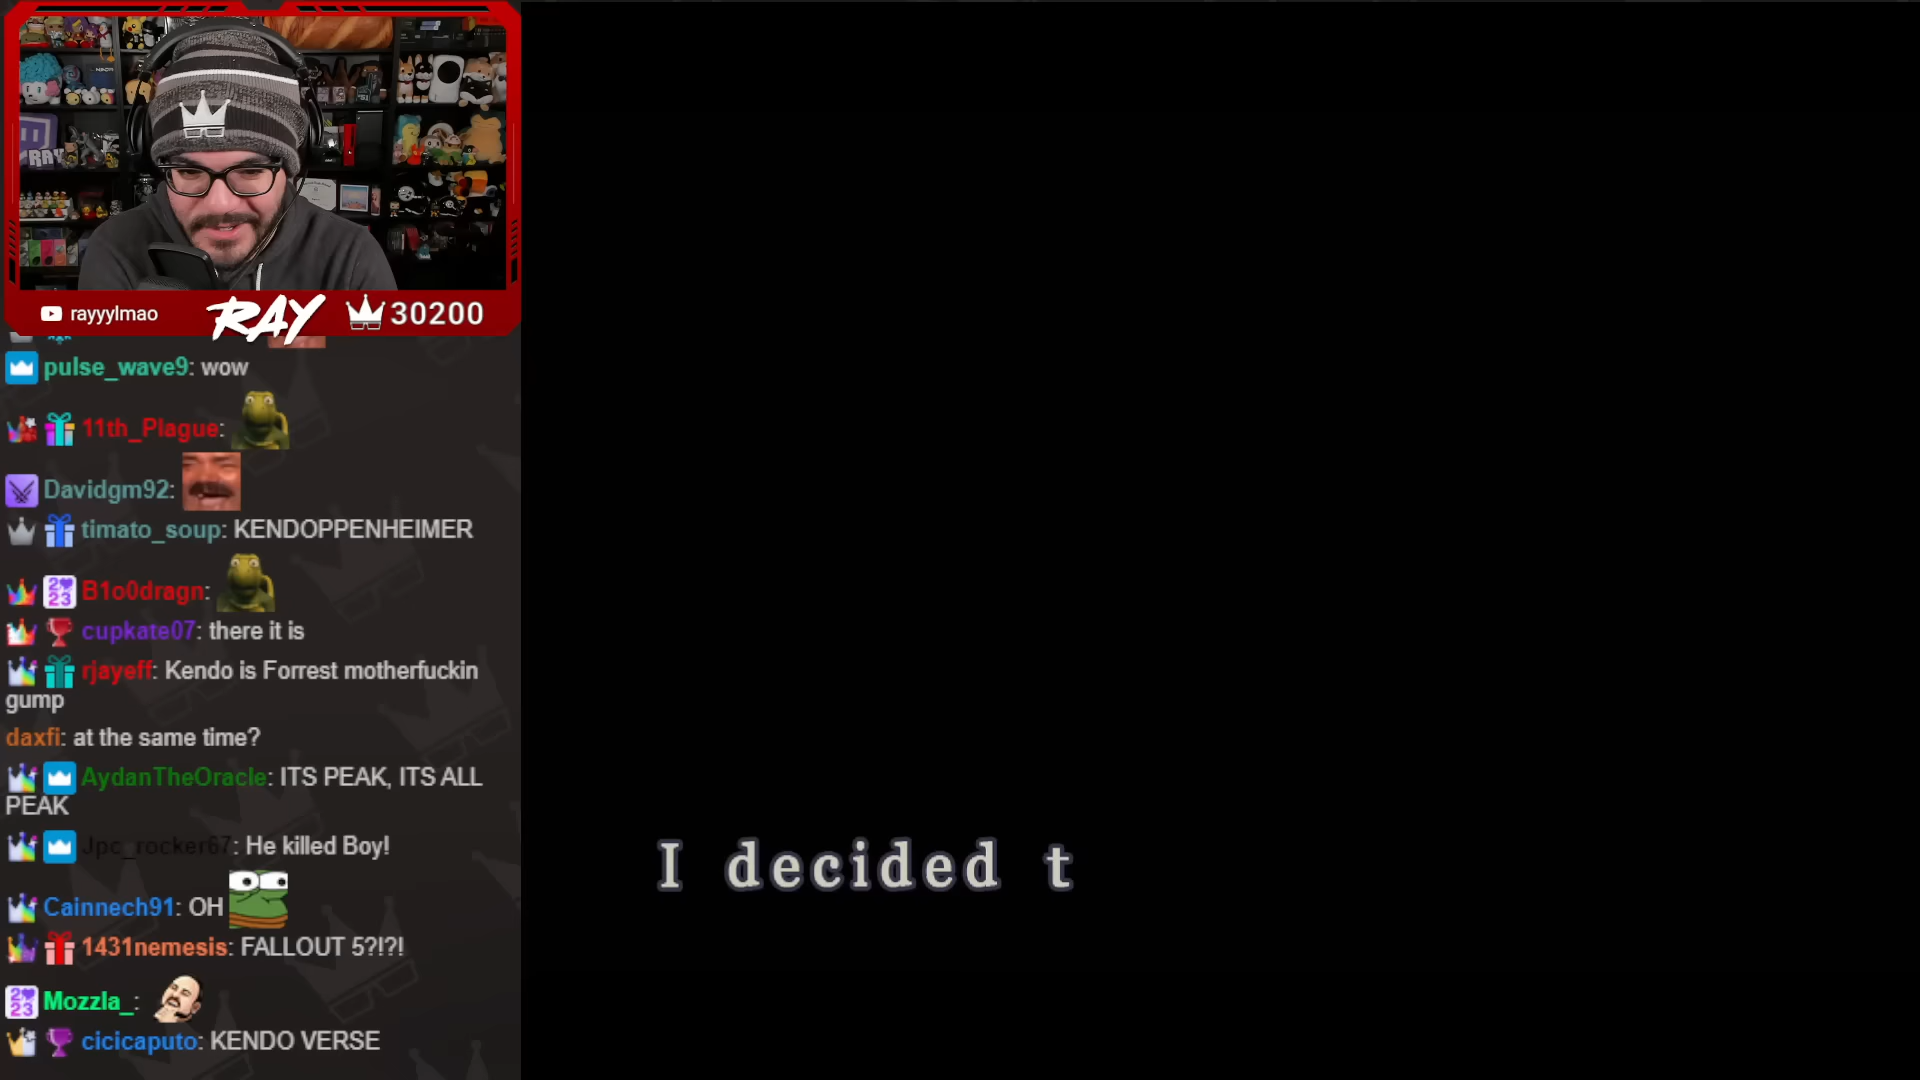 rayyylmao RAY 30200
pulse_wave9: wow
11th_Plague:
Davidgm92:
timato_soup: KENDOPPENHEIMER
B1o0dragn:
cupkate07: there it is
rjayeff: Kendo is Forrest motherfuckin
gump
daxfi: at the same time?
AydanTheOracle: ITS PEAK, ITS ALL
PEAK
Jpc_rocker67: He killed Boy!
Cainnech91: OH
1431nemesis: FALLOUT 5?!?!
Mozzla_:
cicicaputo: KENDO VERSE
I decided t